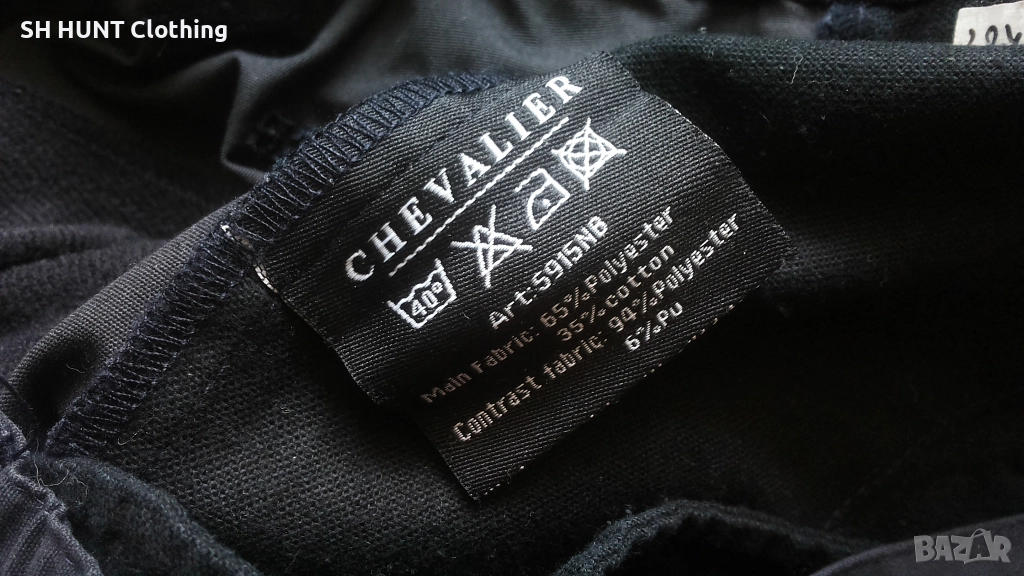 SH HUNT Clothing
CHEVALIER
40°
Art:5915NB
Main Fabric: 65%Polyester
35%cotton
Contrast fabric: 94%Polyester
6%PU
BAZAR